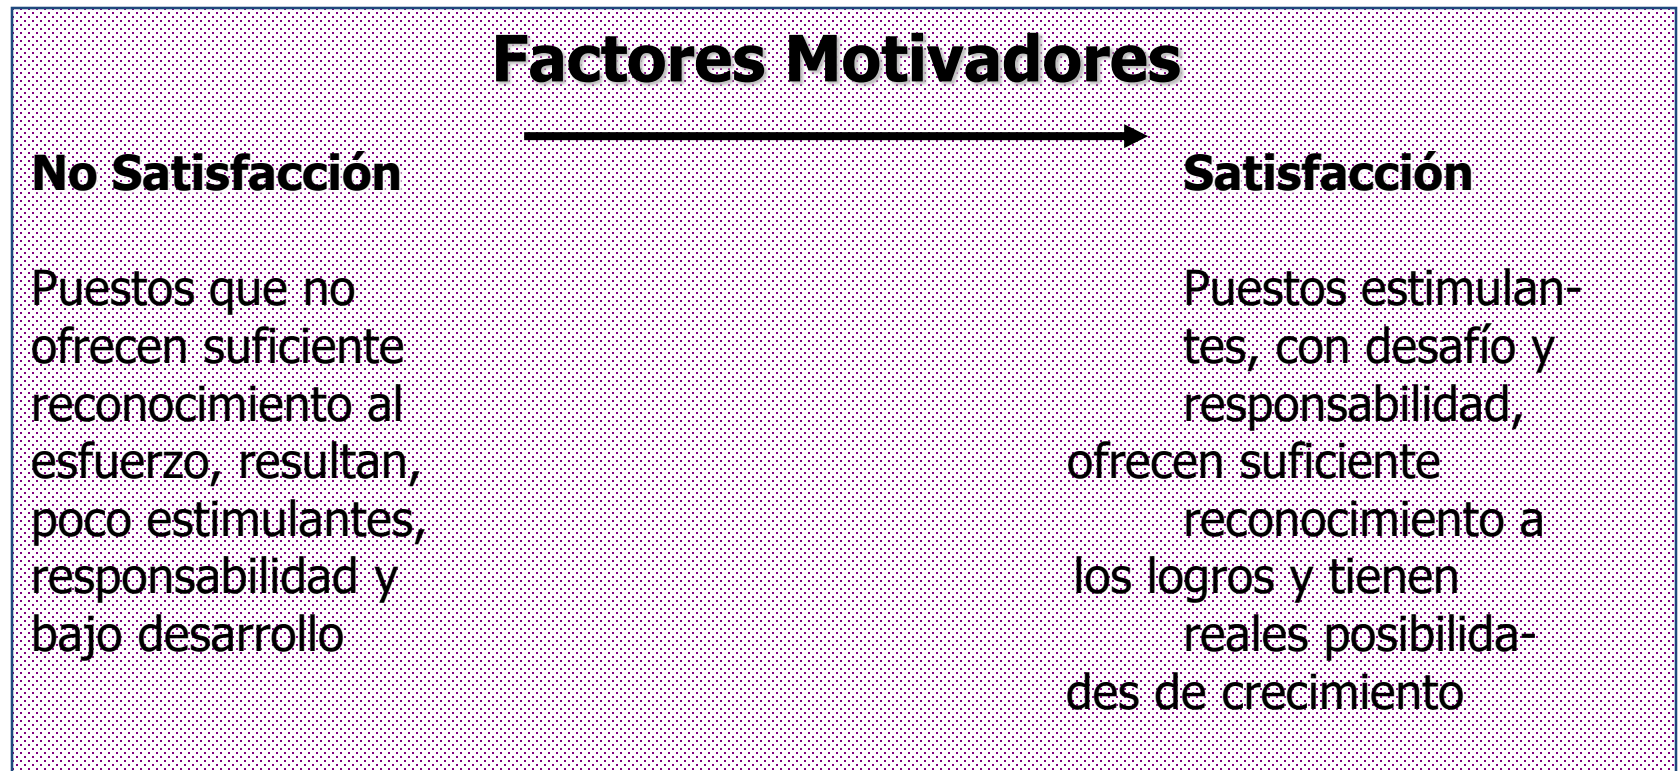 Factores Motivadores
No Satisfacción
Satisfacción
Puestos que no
ofrecen suficiente
reconocimiento al
esfuerzo, resultan,
poco estimulantes,
responsabilidad y
bajo desarrollo
Puestos estimulan-
tes, con desafío y
responsabilidad,
ofrecen suficiente
reconocimiento a
los logros y tienen
reales posibilida-
des de crecimiento